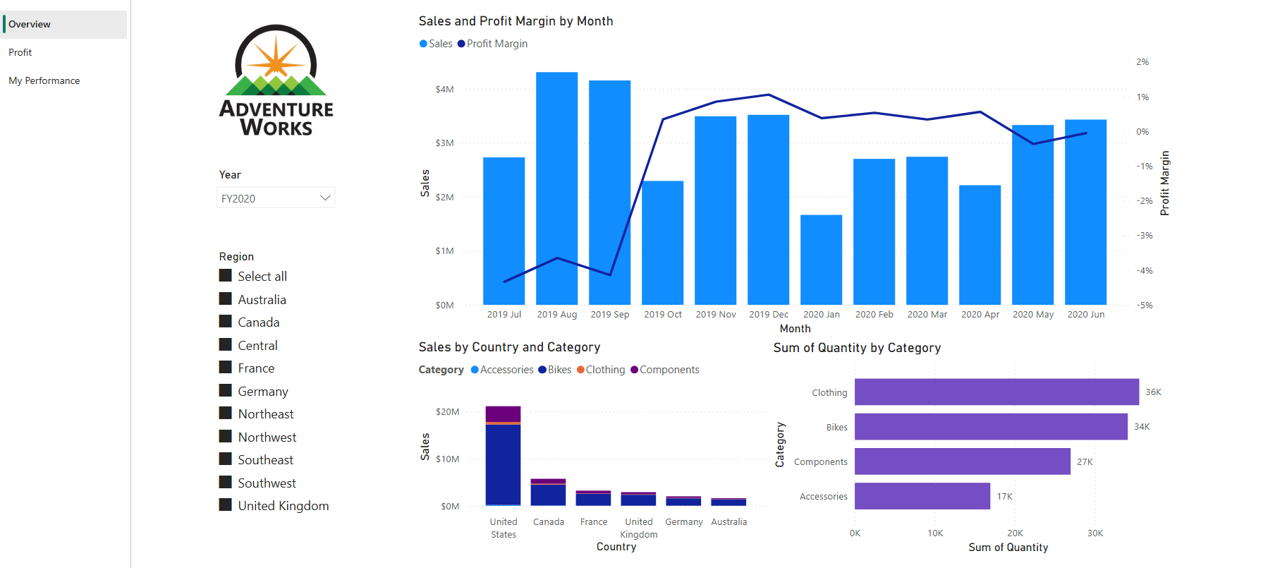 Overview
Profit
My Performance
ADVENTURE
WORKS
Year
FY2020
Region
Select all
Australia
Canada
Central
France
Germany
Northeast
Northwest
Southeast
Southwest
United Kingdom
Sales and Profit Margin by Month
Sales Profit Margin
Sales
$4M
$3M
$2M
$1M
$0M
2%
1%
0%
-1%
-2%
-3%
-4%
-5%
Profit Margin
2019 Jul 2019 Aug 2019 Sep 2019 Oct 2019 Nov 2019 Dec 2020 Jan 2020 Feb 2020 Mar 2020 Apr 2020 May 2020 Jun
Month
Sales by Country and Category
Category Accessories Bikes Clothing Components
Sales
$20M
$10M
$0M
United States Canada France United Kingdom Germany Australia
Country
Sum of Quantity by Category
Category
Clothing 36K
Bikes 34K
Components 27K
Accessories 17K
0K 10K 20K 30K
Sum of Quantity